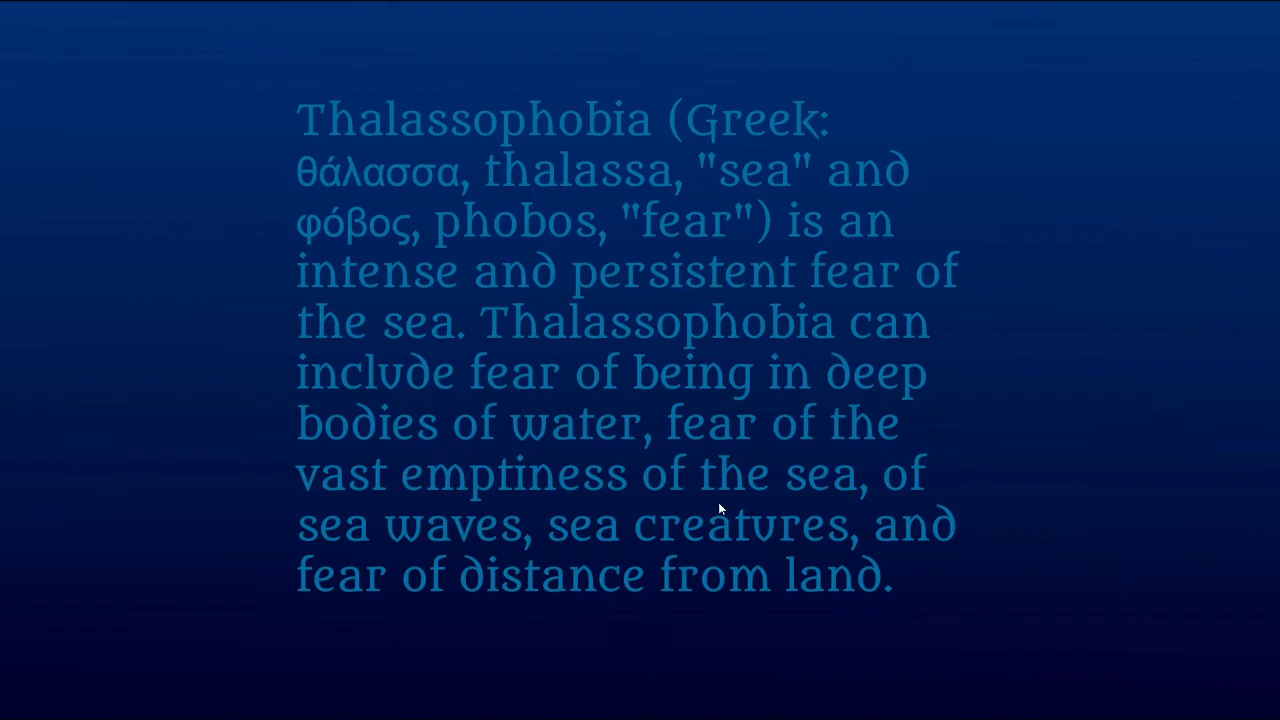 Thalassophobia (Greek:
θάλασσα, thalassa, "sea" and
φόβος, phobos, "fear") is an
intense and persistent fear of
the sea. Thalassophobia can
include fear of being in deep
bodies of water, fear of the
vast emptiness of the sea, of
sea waves, sea creatures, and
fear of distance from land.